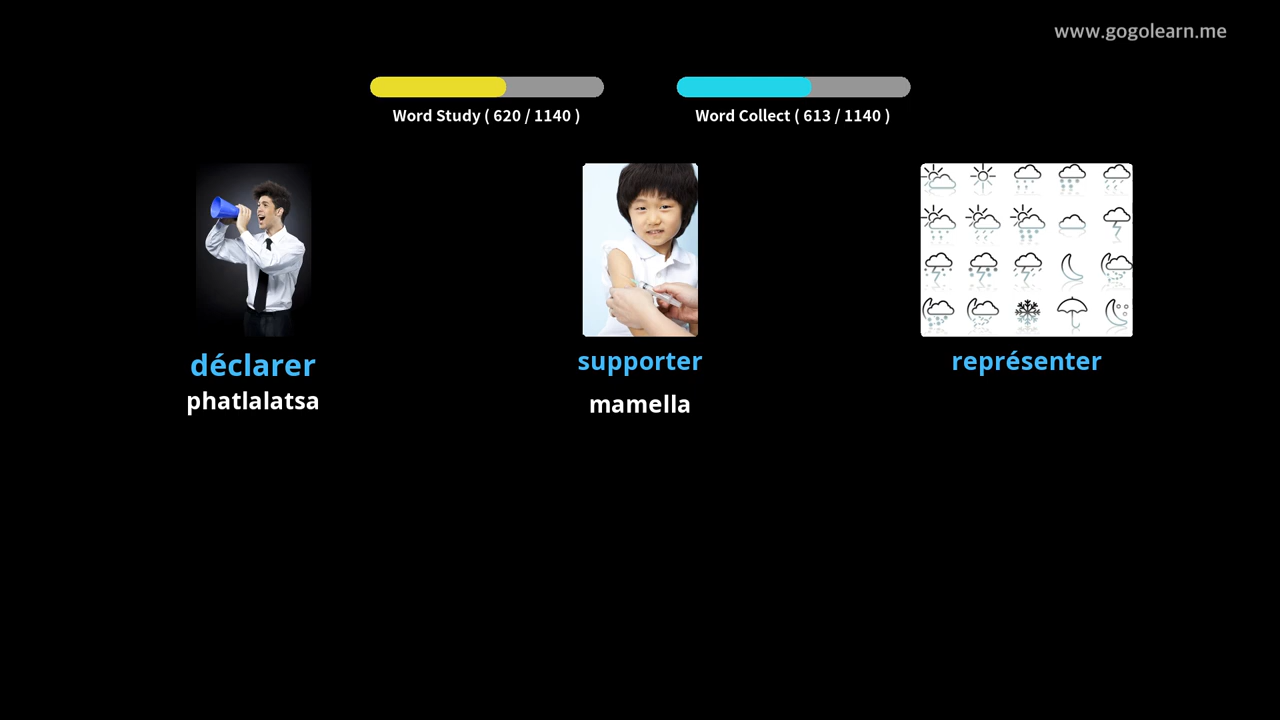 www.gogolearn.me
Word Study ( 620 / 1140 )
Word Collect ( 613 / 1140 )
déclarer
phatlalatsa
supporter
mamella
représenter